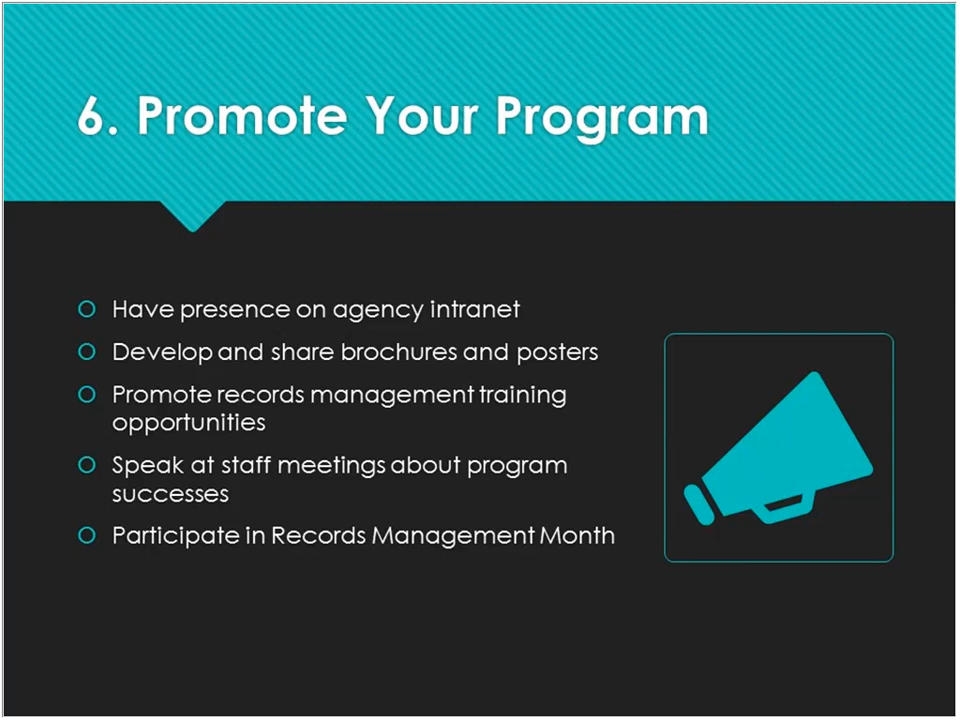 6. Promote Your Program
Have presence on agency intranet
Develop and share brochures and posters
Promote records management training
opportunities
Speak at staff meetings about program
successes
Participate in Records Management Month